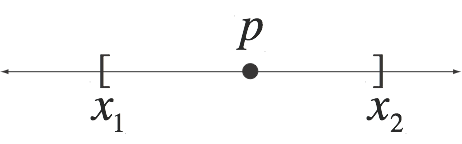 p
[ ]
x₁ x₂